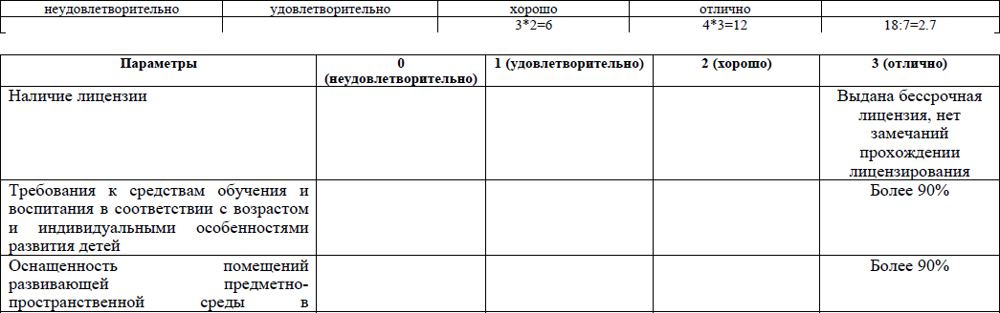 неудовлетворительно удовлетворительно хорошо отлично
3*2=6 4*3=12 18:7=2.7
Параметры 0 (неудовлетворительно) 1 (удовлетворительно) 2 (хорошо) 3 (отлично)
Наличие лицензии
Выдана бессрочная
лицензия, нет
замечаний
прохождении
лицензирования
Требования к средствам обучения и
воспитания в соответствии с возрастом
и индивидуальными особенностями
развития детей
Более 90%
Оснащенность помещений
развивающей предметно-
пространственной среды в
Более 90%